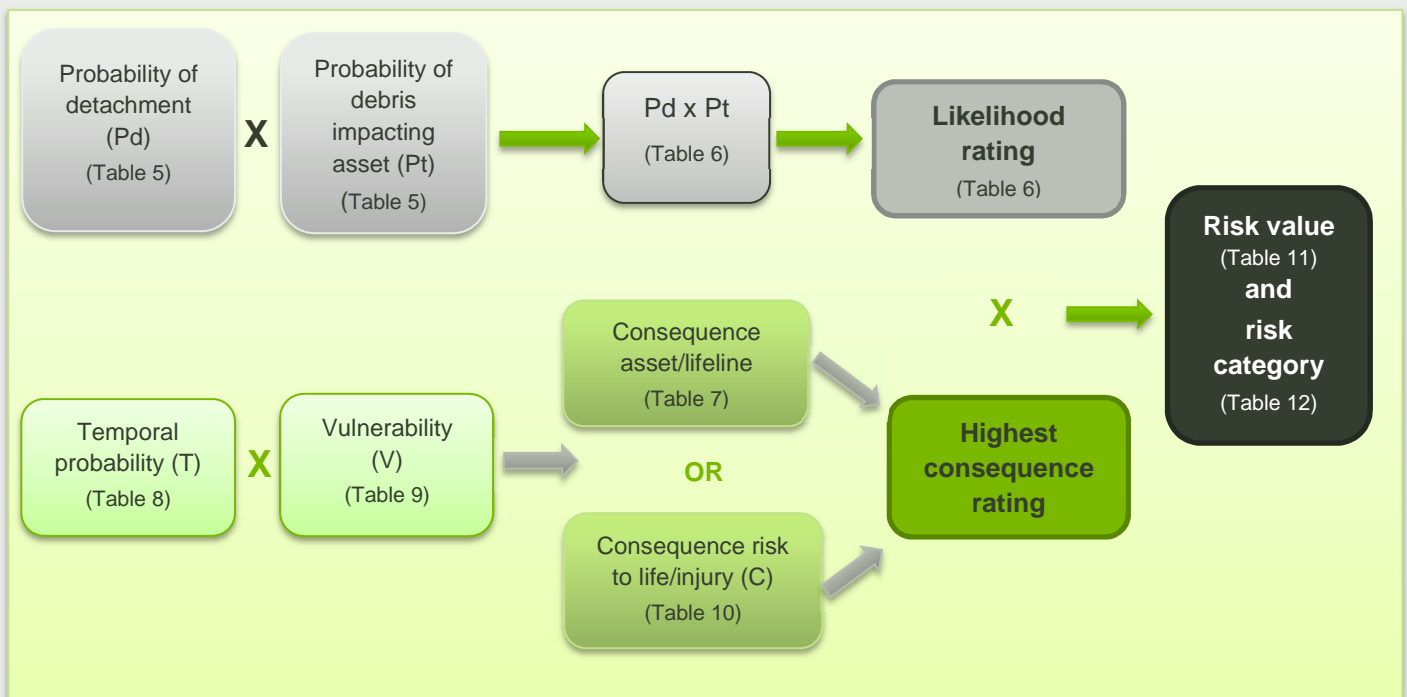 Probability of
detachment
(Pd)
(Table 5)
X
Probability of
debris
impacting
asset (Pt)
(Table 5)
Pd x Pt
(Table 6)
Likelihood
rating
(Table 6)
Risk value
(Table 11)
and
risk
category
(Table 12)
X
Temporal
probability (T)
(Table 8)
X
Vulnerability
(V)
(Table 9)
Consequence
asset/lifeline
(Table 7)
OR
Consequence risk
to life/injury (C)
(Table 10)
Highest
consequence
rating